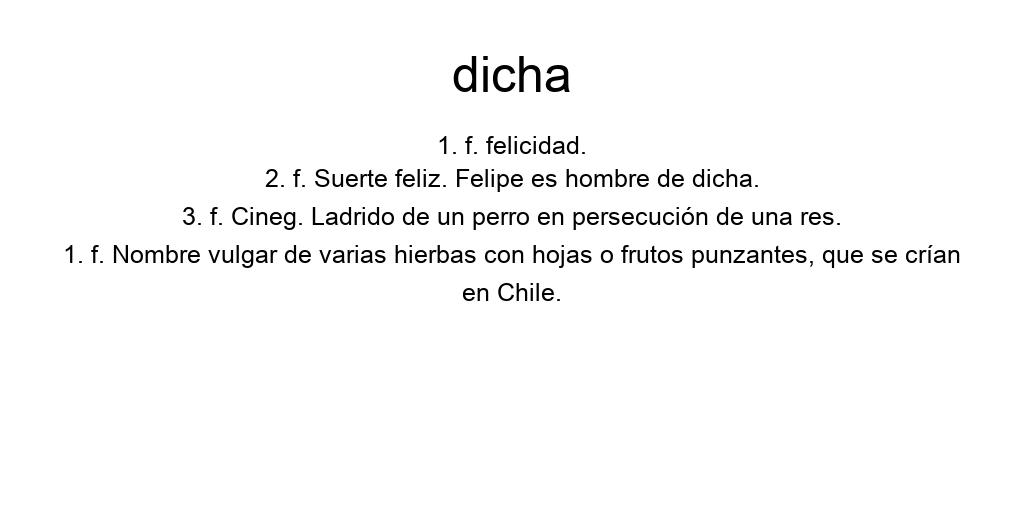 dicha
1. f. felicidad.
2. f. Suerte feliz. Felipe es hombre de dicha.
3. f. Cineg. Ladrido de un perro en persecución de una res.
1. f. Nombre vulgar de varias hierbas con hojas o frutos punzantes, que se crían
en Chile.